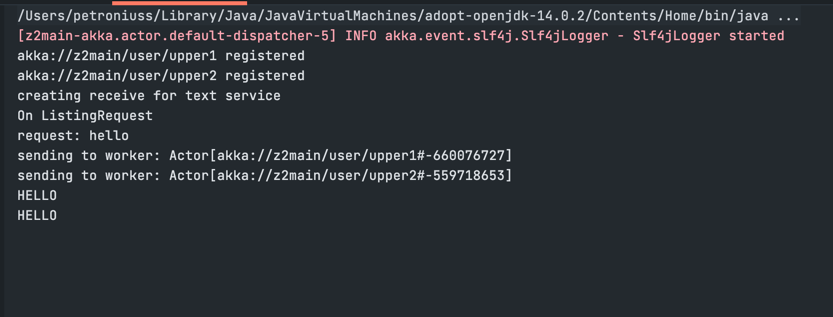 /Users/petroniuss/Library/Java/JavaVirtualMachines/adopt-openjdk-14.0.2/Contents/Home/bin/java ...
[z2main-akka.actor.default-dispatcher-5] INFO akka.event.slf4j.Slf4jLogger - Slf4jLogger started
akka://z2main/user/upper1 registered
akka://z2main/user/upper2 registered
creating receive for text service
On ListingRequest
request: hello
sending to worker: Actor[akka://z2main/user/upper1#-660076727]
sending to worker: Actor[akka://z2main/user/upper2#-559718653]
HELLO
HELLO